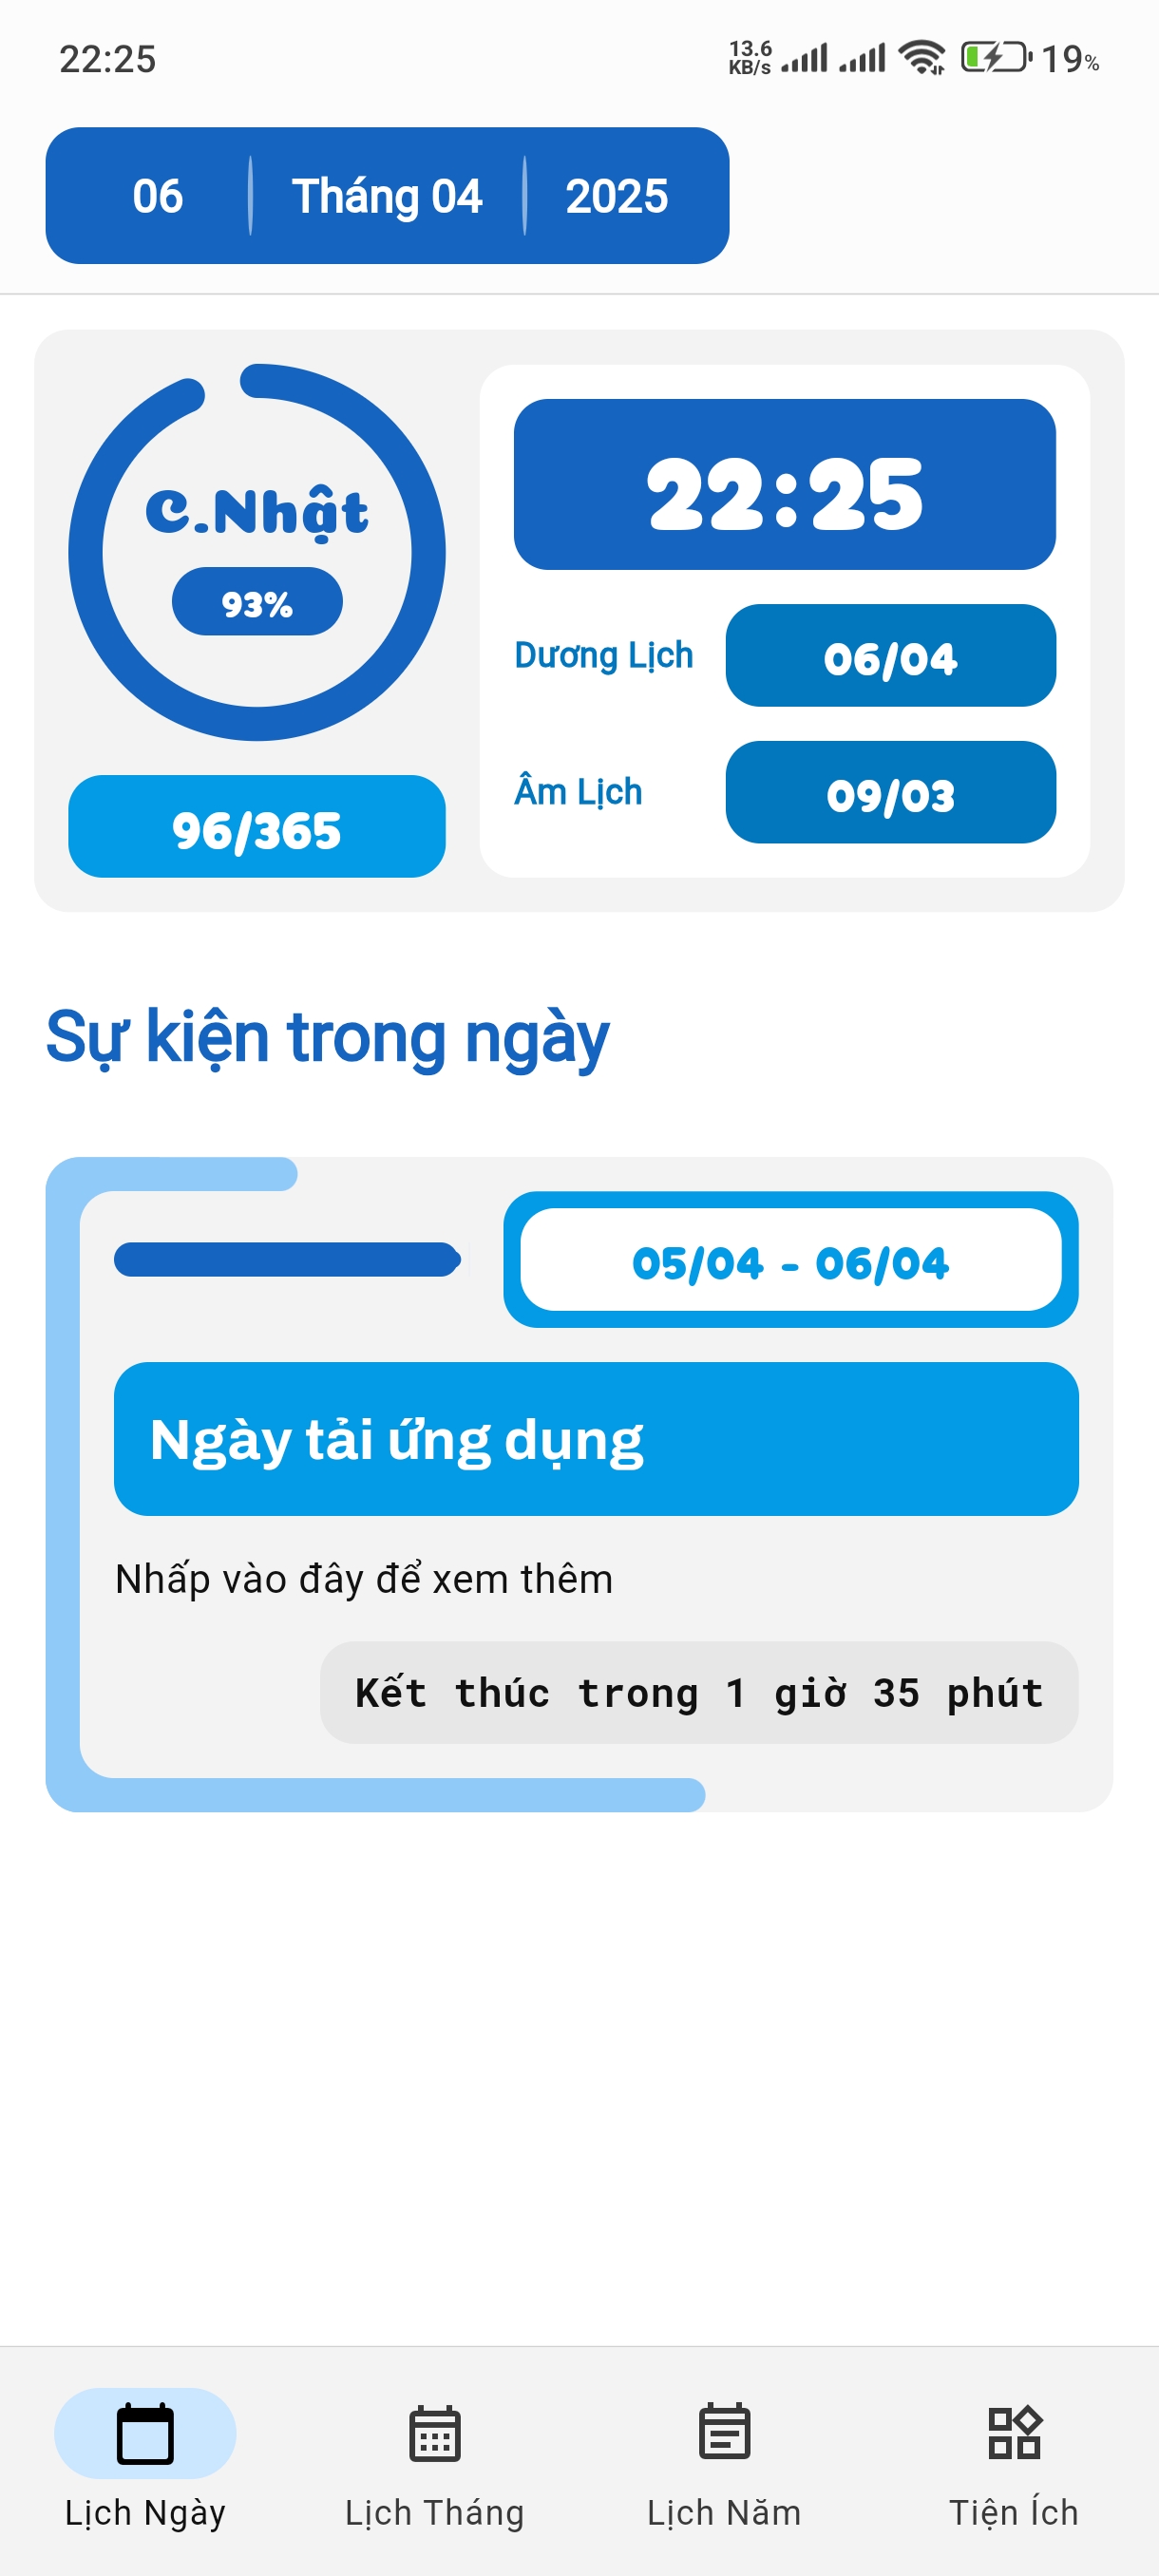 22:25
13.6
KB/s
19%
06
Tháng 04
2025
C.Nhật
93%
96/365
22:25
Dương Lịch
06/04
Âm Lịch
09/03
Sự kiện trong ngày
05/04 - 06/04
Ngày tải ứng dụng
Nhấp vào đây để xem thêm
Kết thúc trong 1 giờ 35 phút
Lịch Ngày
Lịch Tháng
Lịch Năm
Tiện Ích